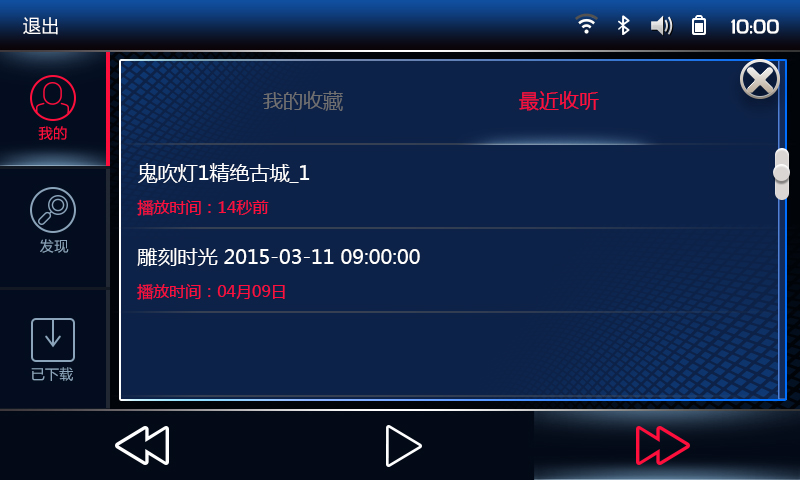 退出
10:00
我的
发现
已下载
我的收藏
最近收听
鬼吹灯1精绝古城_1
播放时间：14秒前
雕刻时光 2015-03-11 09:00:00
播放时间：04月09日